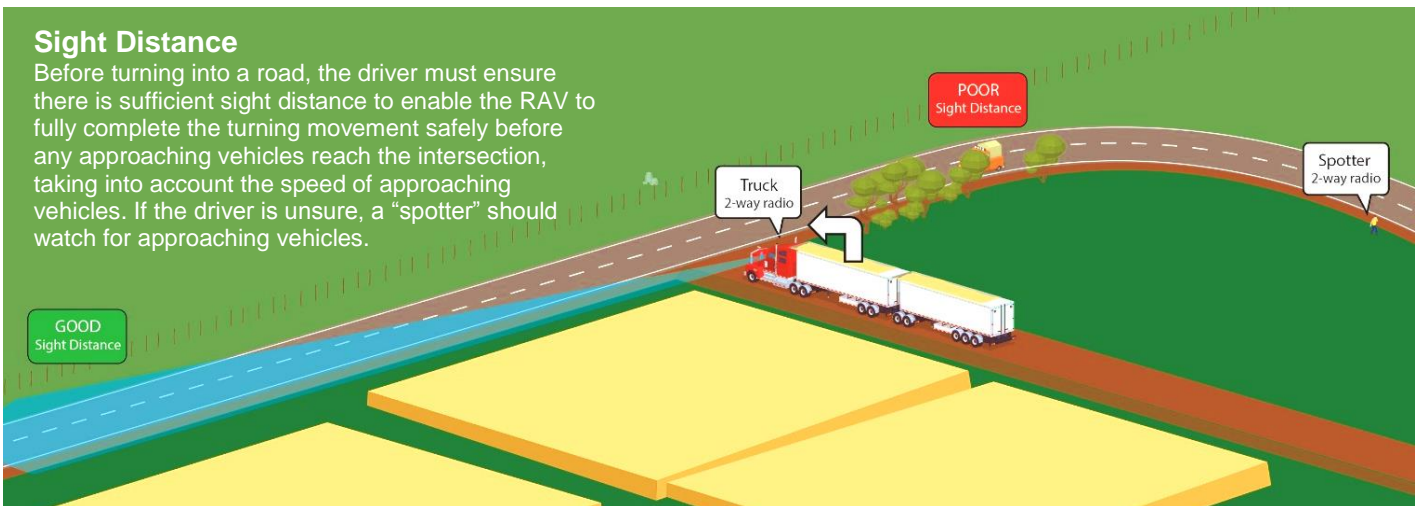 Sight Distance
Before turning into a road, the driver must ensure
there is sufficient sight distance to enable the RAV to
fully complete the turning movement safely before
any approaching vehicles reach the intersection,
taking into account the speed of approaching
vehicles. If the driver is unsure, a “spotter” should
watch for approaching vehicles.
POOR
Sight Distance
Spotter
2-way radio
Truck
2-way radio
GOOD
Sight Distance